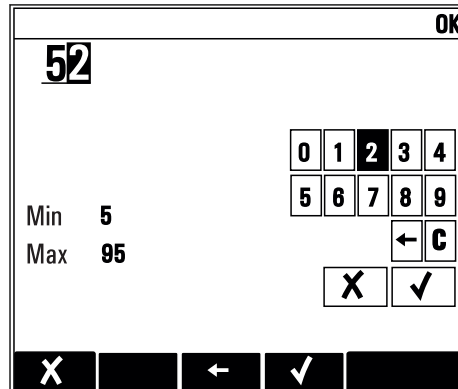 OK
52
0 1 2 3 4
5 6 7 8 9
Min 5
← C
Max 95
X ✓
X ← ✓